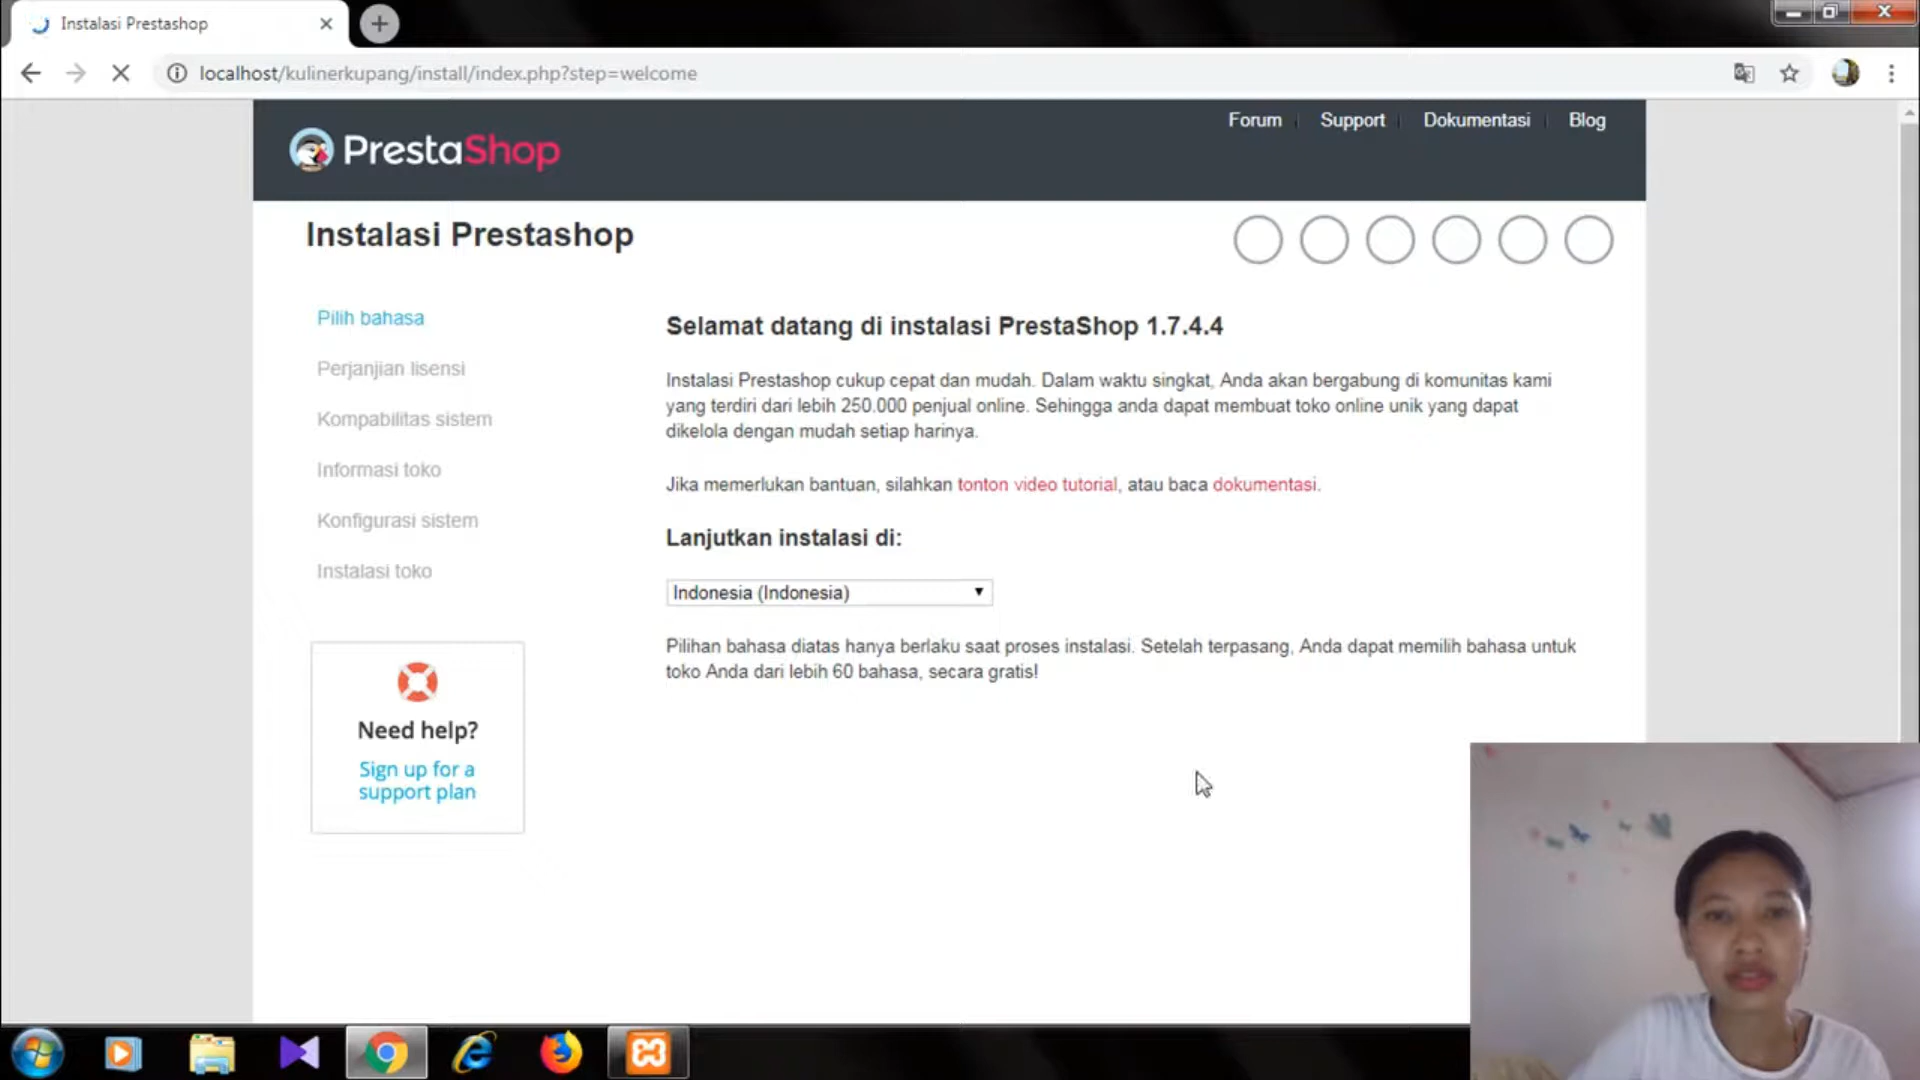 Instalasi Prestashop
localhost/kulinerkupang/install/index.php?step=welcome
Forum Support Dokumentasi Blog
PrestaShop
Instalasi Prestashop
Pilih bahasa
Perjanjian lisensi
Kompabilitas sistem
Informasi toko
Konfigurasi sistem
Instalasi toko
Need help?
Sign up for a
support plan
Selamat datang di instalasi PrestaShop 1.7.4.4
Instalasi Prestashop cukup cepat dan mudah. Dalam waktu singkat, Anda akan bergabung di komunitas kami
yang terdiri dari lebih 250.000 penjual online. Sehingga anda dapat membuat toko online unik yang dapat
dikelola dengan mudah setiap harinya.
Jika memerlukan bantuan, silahkan tonton video tutorial, atau baca dokumentasi.
Lanjutkan instalasi di:
Indonesia (Indonesia)
Pilihan bahasa diatas hanya berlaku saat proses instalasi. Setelah terpasang, Anda dapat memilih bahasa untuk
toko Anda dari lebih 60 bahasa, secara gratis!